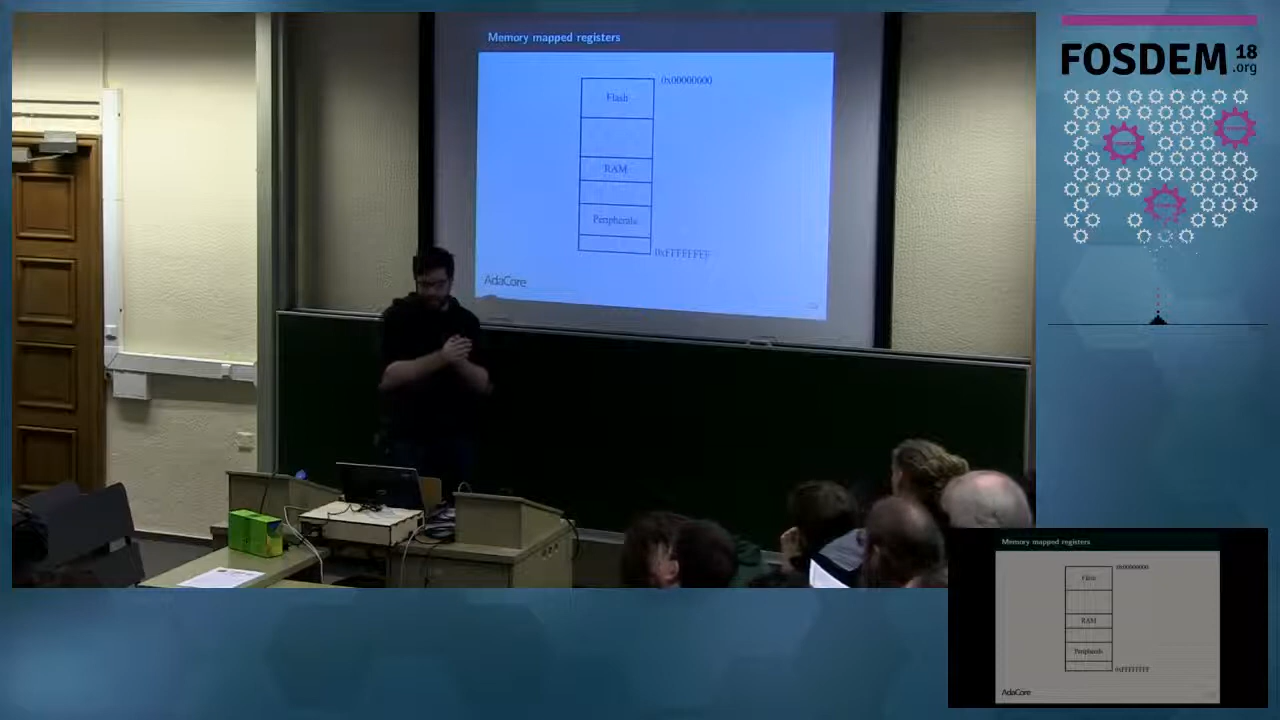 Memory mapped registers
0x00000000
Flash
RAM
Peripherals
0xFFFFFFFF
AdaCore
FOSDEM 18
.org
Memory mapped registers
0x00000000
Flash
RAM
Peripherals
0xFFFFFFFF
AdaCore